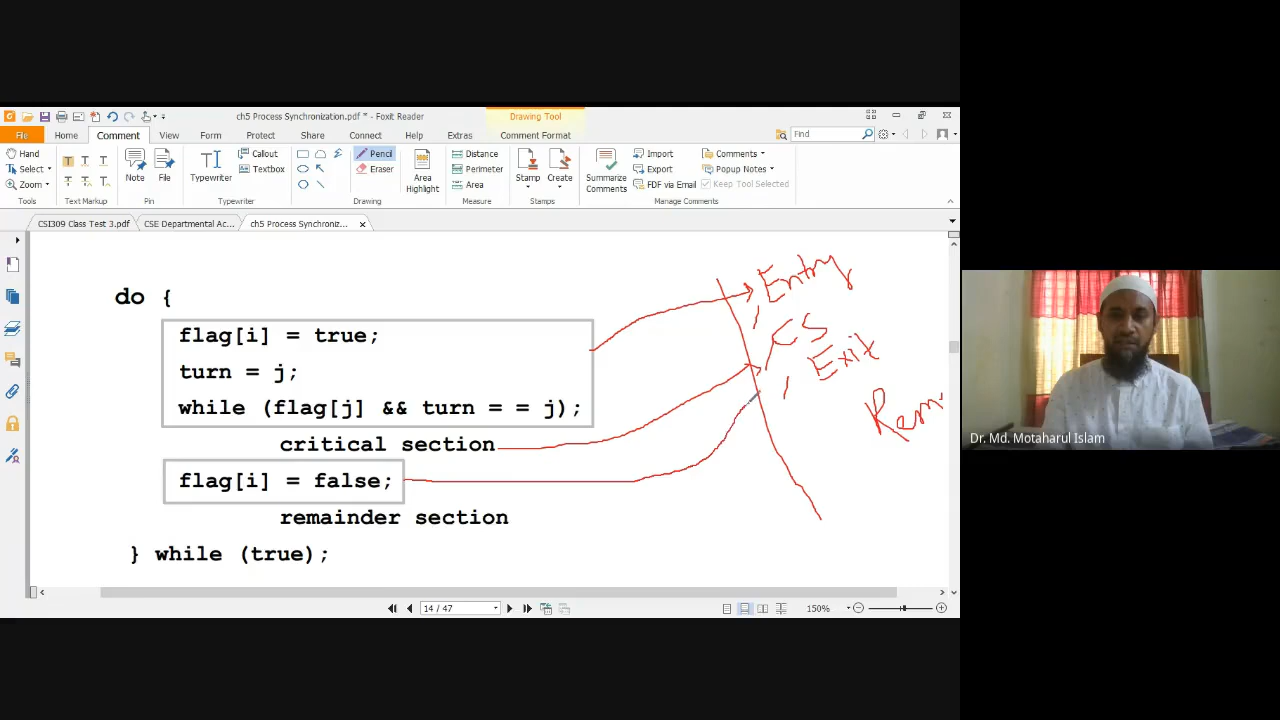 ch5 Process Synchronization.pdf * - Foxit Reader
Drawing Tool
File Home Comment View Form Protect Share Connect Help Extras Comment Format
Find
Hand
Select
Zoom
Tools
Text Markup
Note
File
Pin
Typewriter
Callout
Textbox
Typewriter
Pencil
Eraser
Drawing
Area Highlight
Distance
Perimeter
Area
Measure
Stamp
Create
Stamps
Summarize Comments
Import
Export
FDF via Email
Comments
Popup Notes
Keep Tool Selected
Manage Comments
CSI309 Class Test 3.pdf
CSE Departmental Ac...
ch5 Process Synchroniz...
do {
flag[i] = true;
turn = j;
while (flag[j] && turn = = j);
critical section
flag[i] = false;
remainder section
} while (true);
Entry
CS
Exit
Rem
14 / 47
150%
Dr. Md. Motaharul Islam